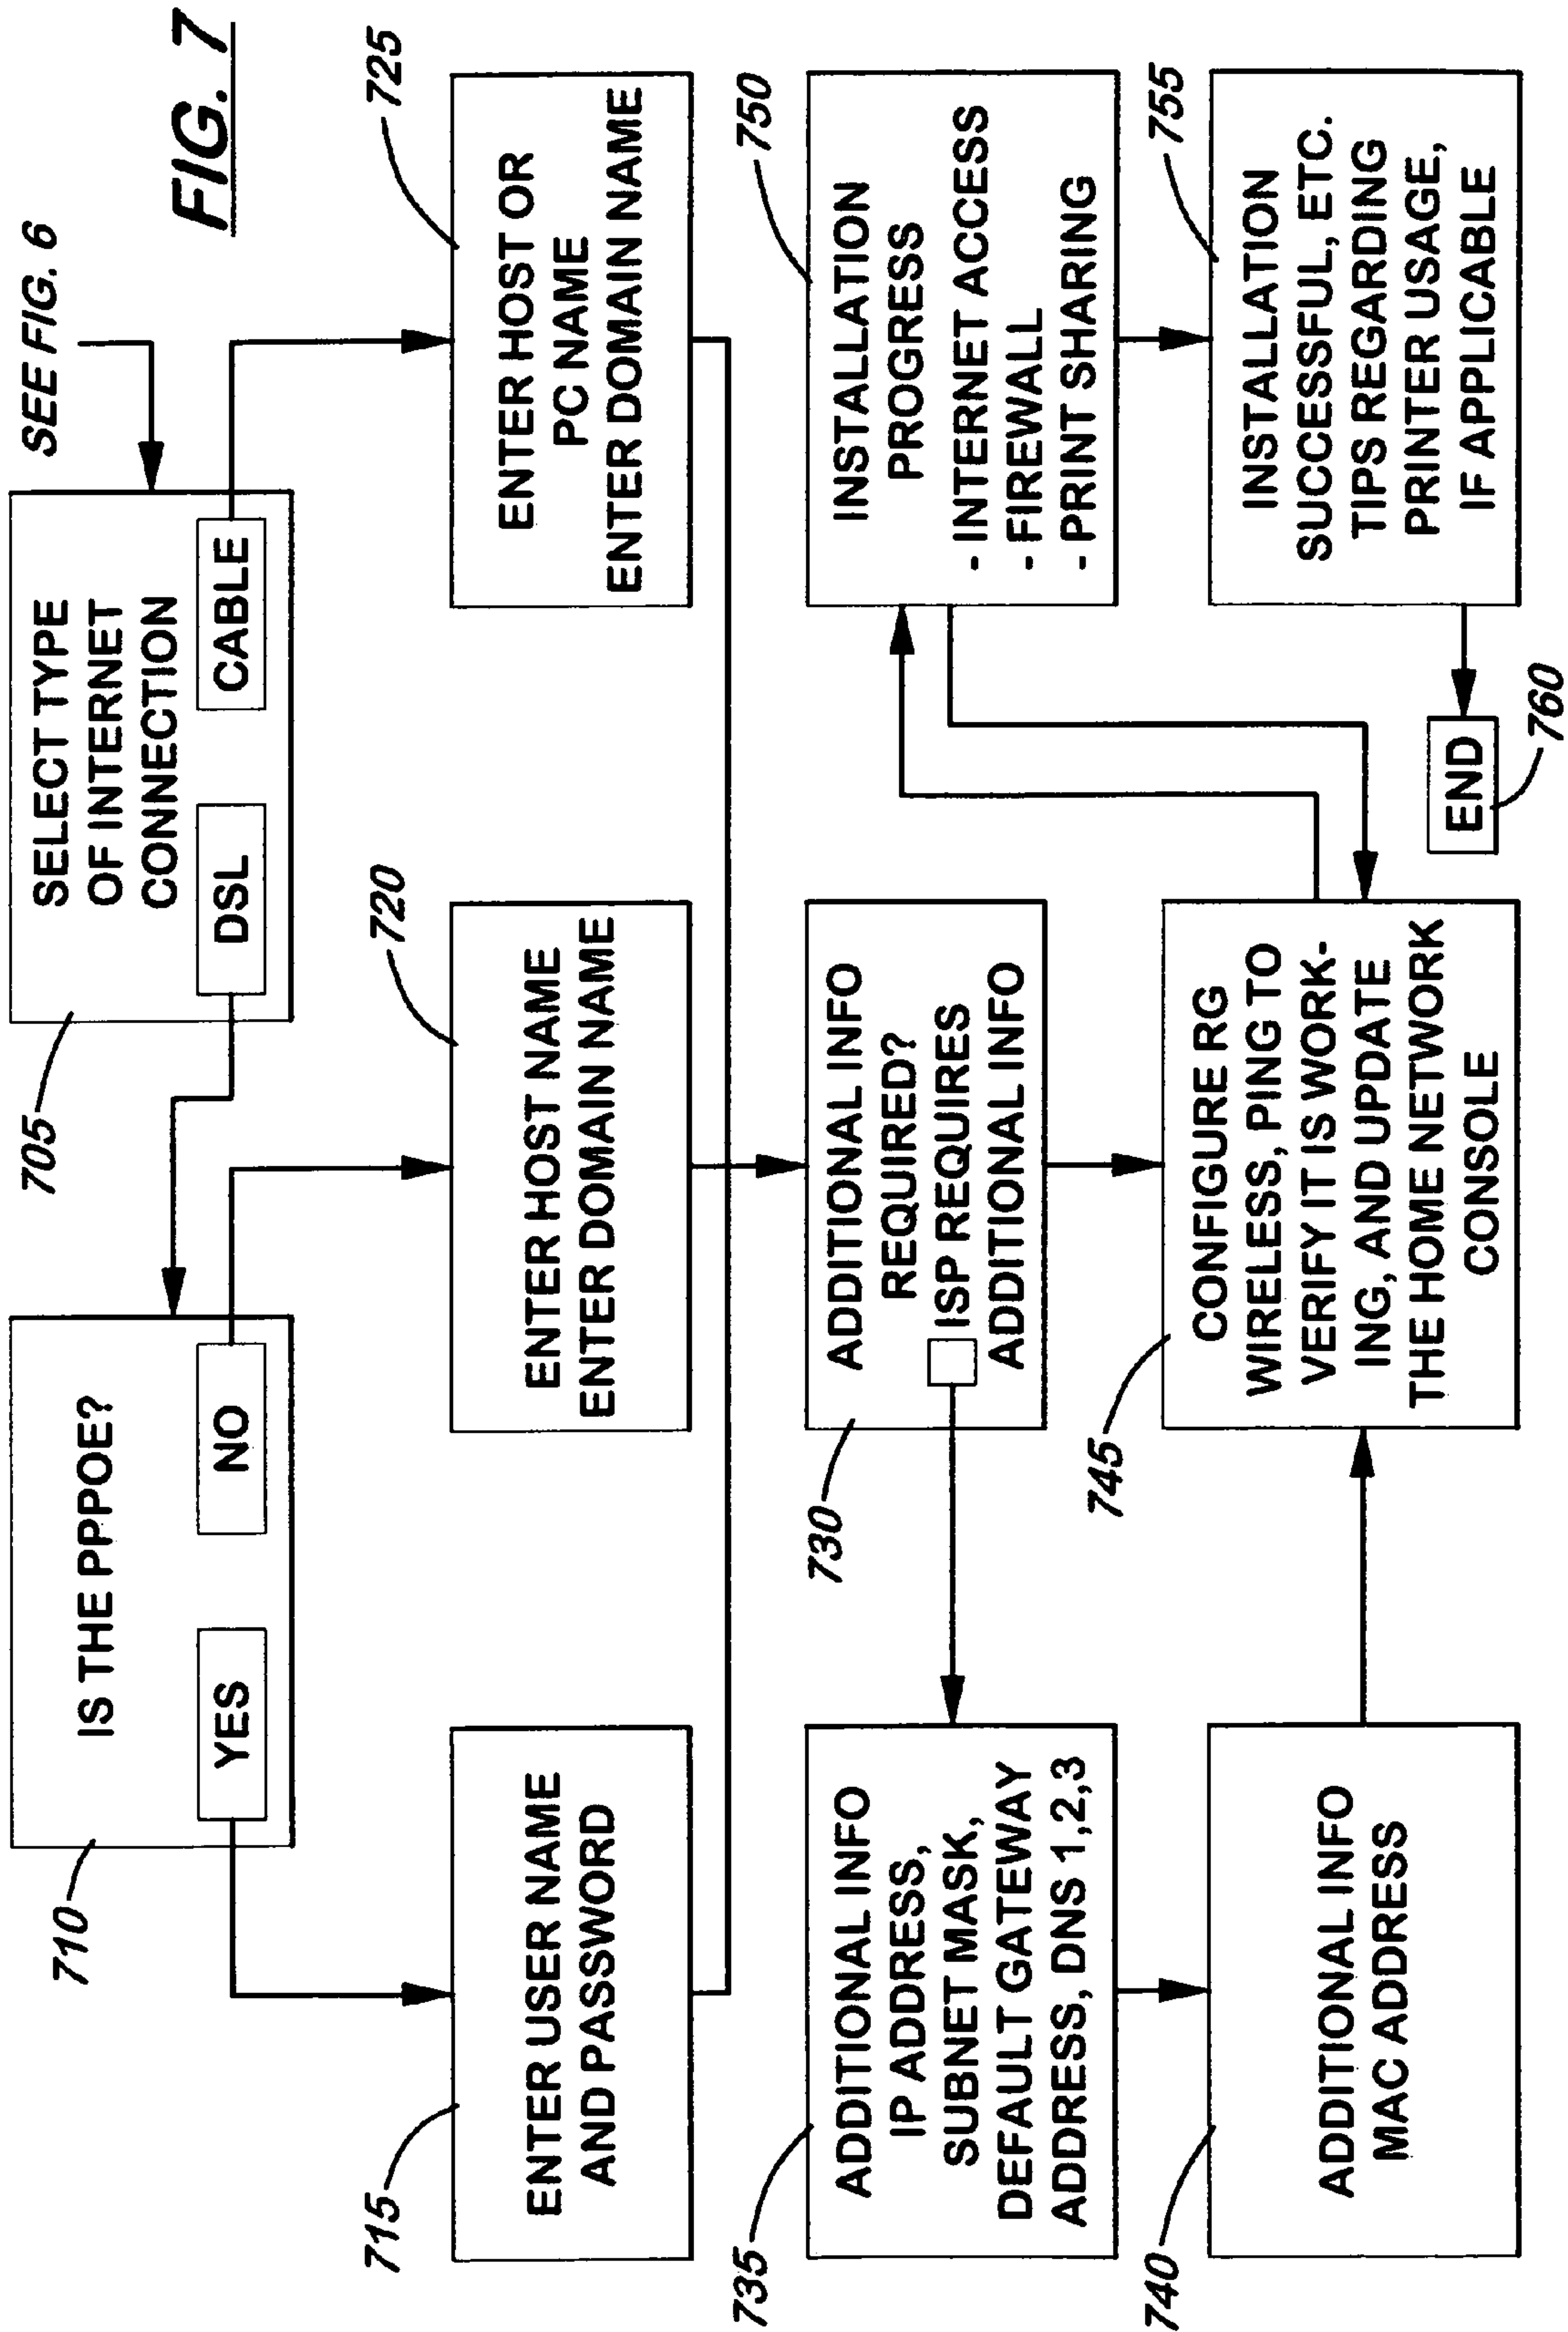 FIG. 7
SEE FIG. 6
710
IS THE PPPOE?
YES
NO
705
SELECT TYPE
OF INTERNET
CONNECTION
DSL
CABLE
715
ENTER USER NAME
AND PASSWORD
720
ENTER HOST NAME
ENTER DOMAIN NAME
725
ENTER HOST OR
PC NAME
ENTER DOMAIN NAME
735
ADDITIONAL INFO
IP ADDRESS,
SUBNET MASK,
DEFAULT GATEWAY
ADDRESS, DNS 1,2,3
730
ADDITIONAL INFO
REQUIRED?
ISP REQUIRES
ADDITIONAL INFO
750
INSTALLATION
PROGRESS
- INTERNET ACCESS
- FIREWALL
- PRINT SHARING
740
ADDITIONAL INFO
MAC ADDRESS
745
CONFIGURE RG
WIRELESS, PING TO
VERIFY IT IS WORK-
ING, AND UPDATE
THE HOME NETWORK
CONSOLE
755
INSTALLATION
SUCCESSFUL, ETC.
TIPS REGARDING
PRINTER USAGE,
IF APPLICABLE
END
760